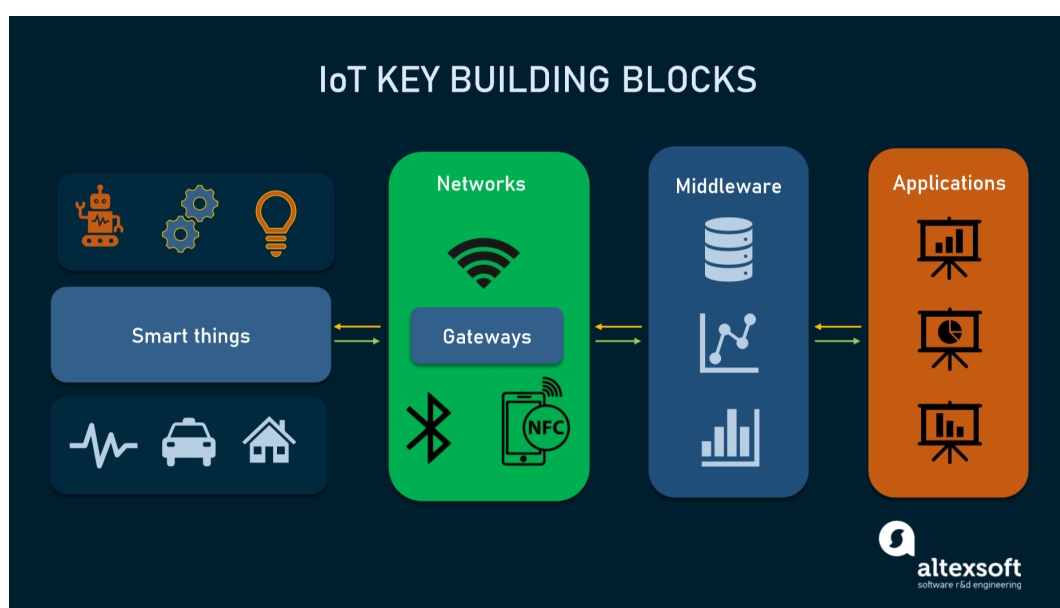 IoT KEY BUILDING BLOCKS
Smart things
Networks
Gateways
NFC
Middleware
Applications
altexsoft
software r&d engineering